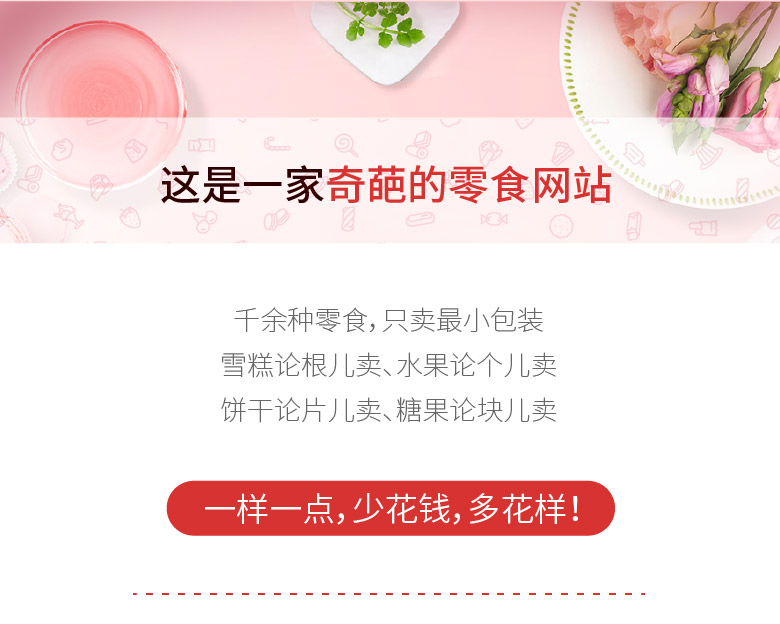 这是一家奇葩的零食网站
千余种零食，只卖最小包装
雪糕论根儿卖、水果论个儿卖
饼干论片儿卖、糖果论块儿卖
一样一点，少花钱，多花样！